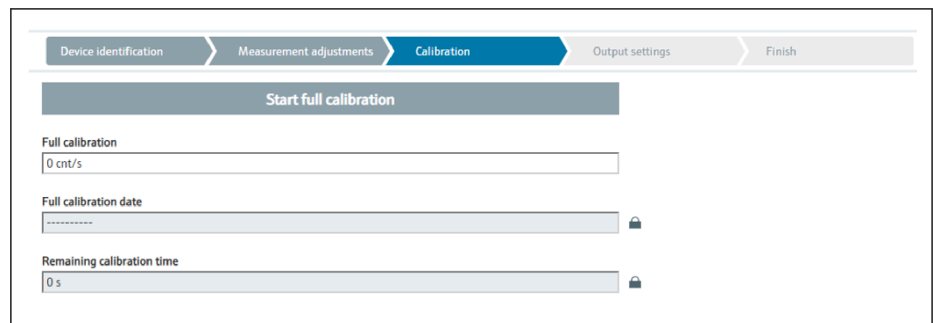 Device identification
Measurement adjustments
Calibration
Output settings
Finish
Start full calibration
Full calibration
0 cnt/s
Full calibration date
----------
Remaining calibration time
0 s